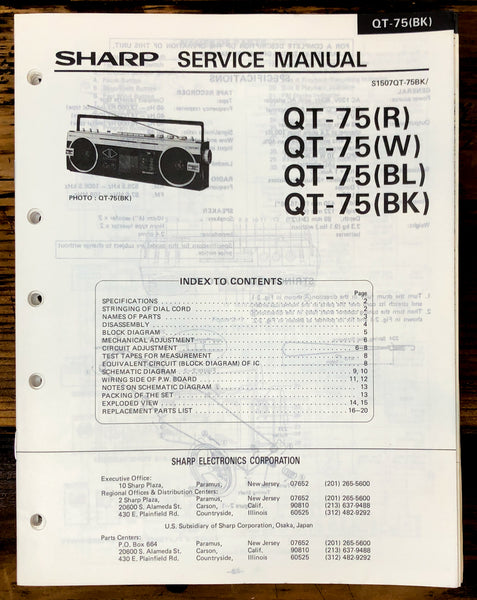 QT-75(BK)
SHARP SERVICE MANUAL
S1507QT-75BK/
QT-75(R)
QT-75(W)
QT-75(BL)
QT-75(BK)
PHOTO : QT-75(BK)
INDEX TO CONTENTS
Page
SPECIFICATIONS 2
STRINGING OF DIAL CORD 2
NAMES OF PARTS 3
DISASSEMBLY 4
BLOCK DIAGRAM 5
MECHANICAL ADJUSTMENT
CIRCUIT ADJUSTMENT 6–8
TEST TAPES FOR MEASUREMENT 8
EQUIVALENT CIRCUIT (BLOCK DIAGRAM) OF IC 8
SCHEMATIC DIAGRAM 9, 10
WIRING SIDE OF P.W. BOARD 11, 12
NOTES ON SCHEMATIC DIAGRAM 13
PACKING OF THE SET 13
EXPLODED VIEW 14, 15
REPLACEMENT PARTS LIST 16–20
SHARP ELECTRONICS CORPORATION
Executive Office:
10 Sharp Plaza, Paramus, New Jersey 07652 (201) 265-5600
Regional Offices & Distribution Centers:
2 Sharp Plaza, Paramus, New Jersey 07652 (201) 265-5600
20600 S. Alameda St. Carson, Calif. 90810 (213) 637-9488
430 E. Plainfield Rd. Countryside, Illinois 60525 (312) 482-9292
U.S. Subsidiary of Sharp Corporation, Osaka, Japan
Parts Centers:
P.O. Box 664 Paramus, New Jersey 07652 (201) 265-5600
20600 S. Alameda St. Carson, Calif. 90810 (213) 637-9488
430 E. Plainfield Rd. Countryside, Illinois 60525 (312) 482-9292